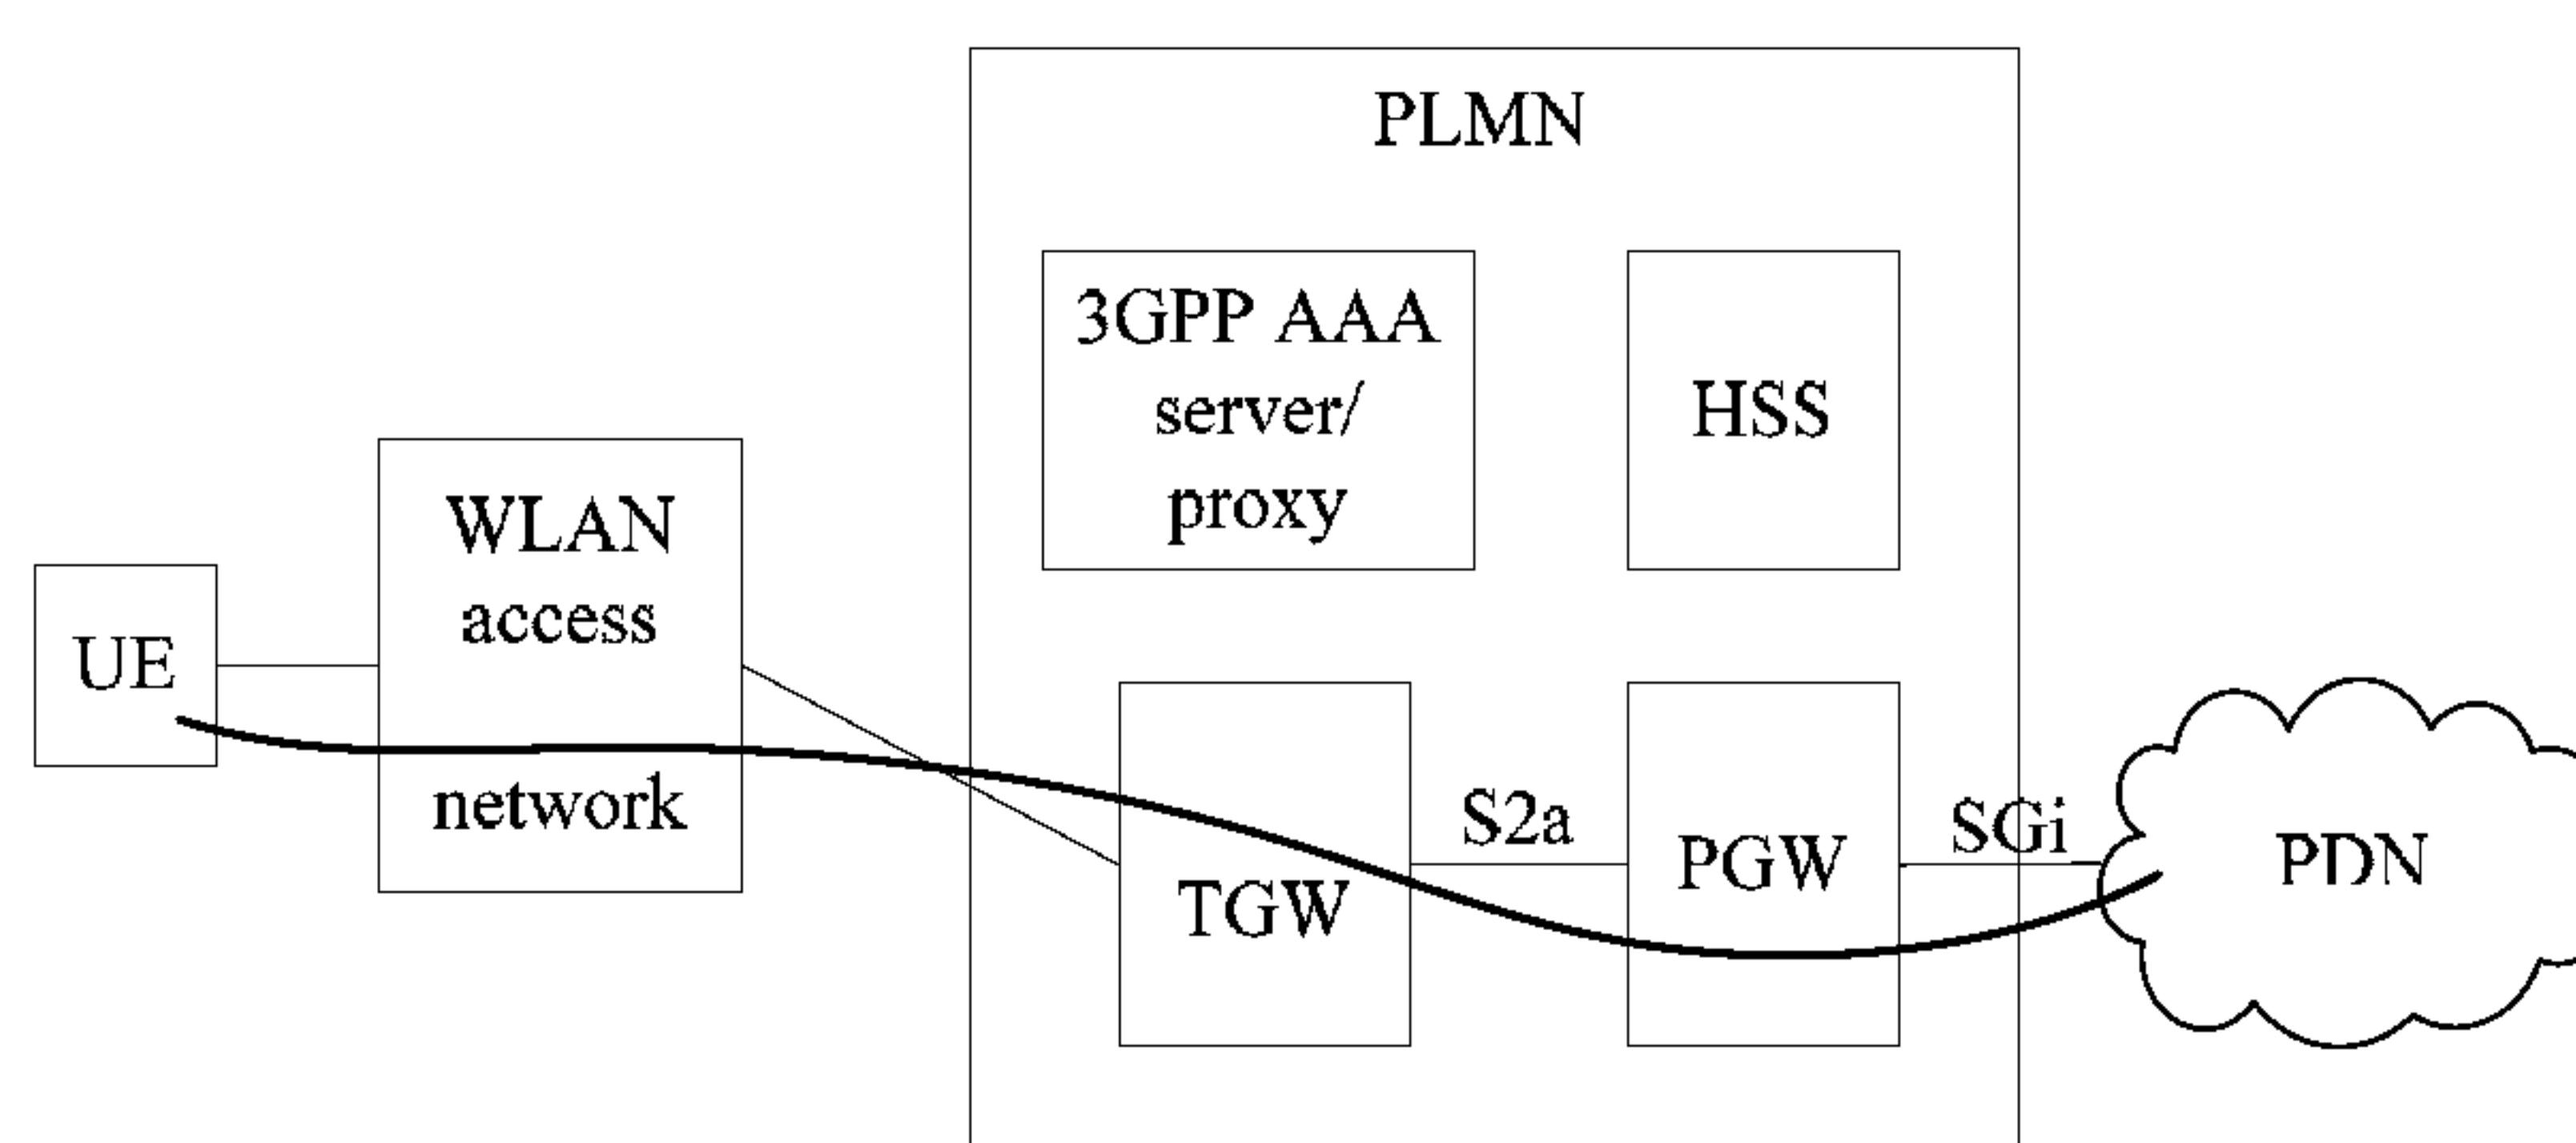 PLMN
3GPP AAA
server/
proxy
HSS
WLAN
access
network
UE
TGW
S2a
PGW
SGi
PDN